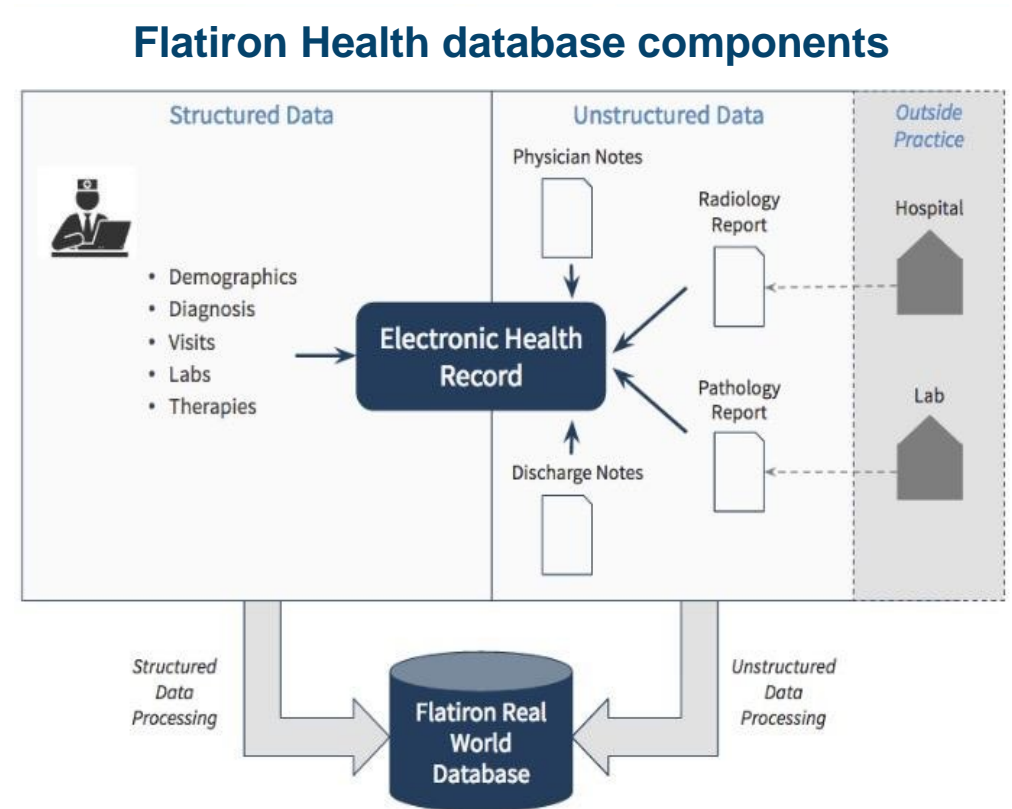 Flatiron Health database components
Structured Data
Unstructured Data
Outside
Practice
Physician Notes
Radiology
Report
Hospital
• Demographics
• Diagnosis
• Visits
• Labs
• Therapies
Electronic Health
Record
Pathology
Report
Lab
Discharge Notes
Structured
Data
Processing
Flatiron Real
World
Database
Unstructured
Data
Processing